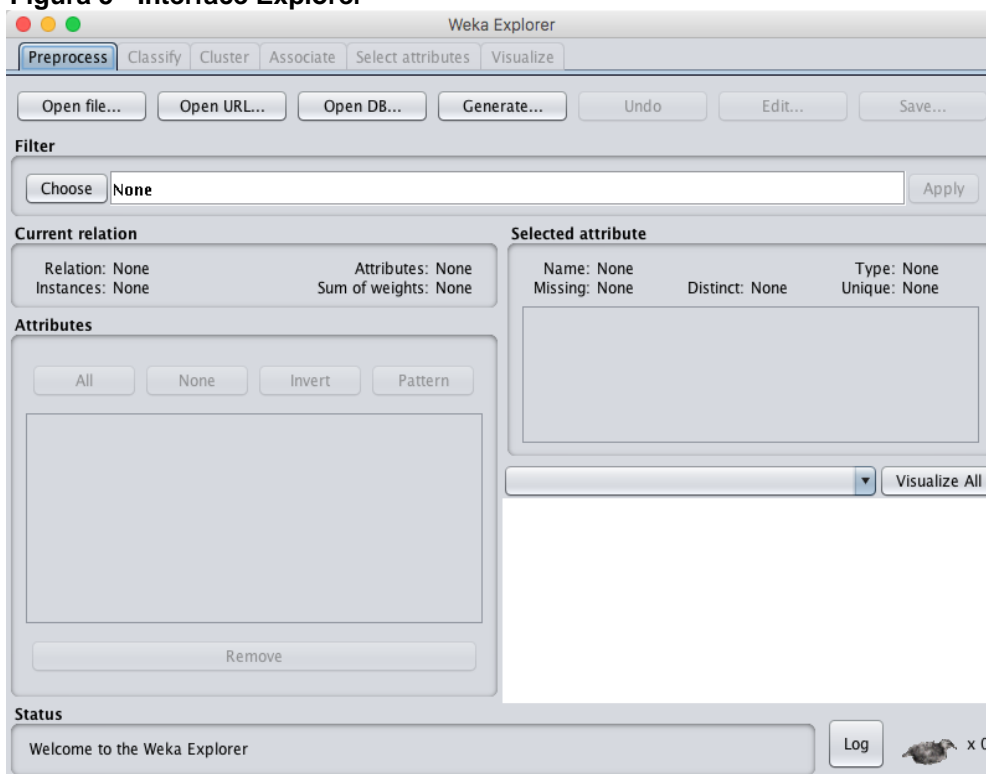 Interface Explorer
Weka Explorer
Preprocess Classify Cluster Associate Select attributes Visualize
Open file... Open URL... Open DB... Generate... Undo Edit... Save...
Filter
Choose None Apply
Current relation
Relation: None Attributes: None
Instances: None Sum of weights: None
Selected attribute
Name: None Type: None
Missing: None Distinct: None Unique: None
Attributes
All None Invert Pattern
Remove
Visualize All
Status
Welcome to the Weka Explorer
Log x 0